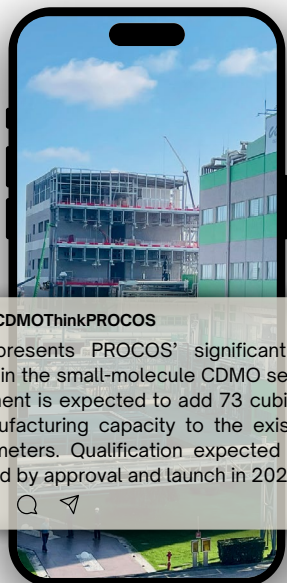 CDMOThinkPROCOS
presents PROCOS' significant
in the small-molecule CDMO se
ment is expected to add 73 cubi
ufacturing capacity to the exis
meters. Qualification expected
d by approval and launch in 202